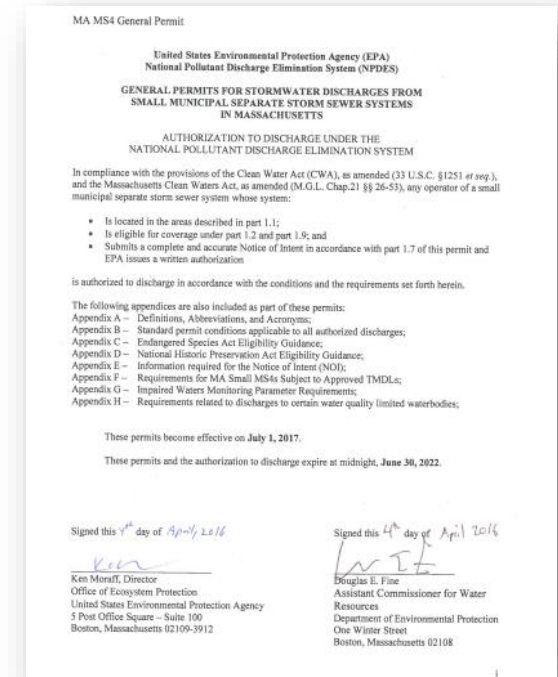 MA MS4 General Permit
United States Environmental Protection Agency (EPA)
National Pollutant Discharge Elimination System (NPDES)
GENERAL PERMITS FOR STORMWATER DISCHARGES FROM
SMALL MUNICIPAL SEPARATE STORM SEWER SYSTEMS
IN MASSACHUSETTS
AUTHORIZATION TO DISCHARGE UNDER THE
NATIONAL POLLUTANT DISCHARGE ELIMINATION SYSTEM
In compliance with the provisions of the Clean Water Act (CWA), as amended (33 U.S.C. §1251 et seq.),
and the Massachusetts Clean Waters Act, as amended (M.G.L. Chap.21 §§ 26-53), any operator of a small
municipal separate storm sewer system whose system:
• Is located in the areas described in part 1.1;
• Is eligible for coverage under part 1.2 and part 1.9; and
• Submits a complete and accurate Notice of Intent in accordance with part 1.7 of this permit and
EPA issues a written authorization
is authorized to discharge in accordance with the conditions and the requirements set forth herein.
The following appendices are also included as part of these permits:
Appendix A – Definitions, Abbreviations, and Acronyms;
Appendix B – Standard permit conditions applicable to all authorized discharges;
Appendix C – Endangered Species Act Eligibility Guidance;
Appendix D – National Historic Preservation Act Eligibility Guidance;
Appendix E – Information required for the Notice of Intent (NOI);
Appendix F – Requirements for MA Small MS4s Subject to Approved TMDLs;
Appendix G – Impaired Waters Monitoring Parameter Requirements;
Appendix H – Requirements related to discharges to certain water quality limited waterbodies;
These permits become effective on July 1, 2017.
These permits and the authorization to discharge expire at midnight, June 30, 2022.
Signed this 4th day of April, 2016
Ken
Ken Moraff, Director
Office of Ecosystem Protection
United States Environmental Protection Agency
5 Post Office Square – Suite 100
Boston, Massachusetts 02109-3912
Signed this 4th day of April 2016
Douglas E. Fine
Assistant Commissioner for Water
Resources
Department of Environmental Protection
One Winter Street
Boston, Massachusetts 02108
1